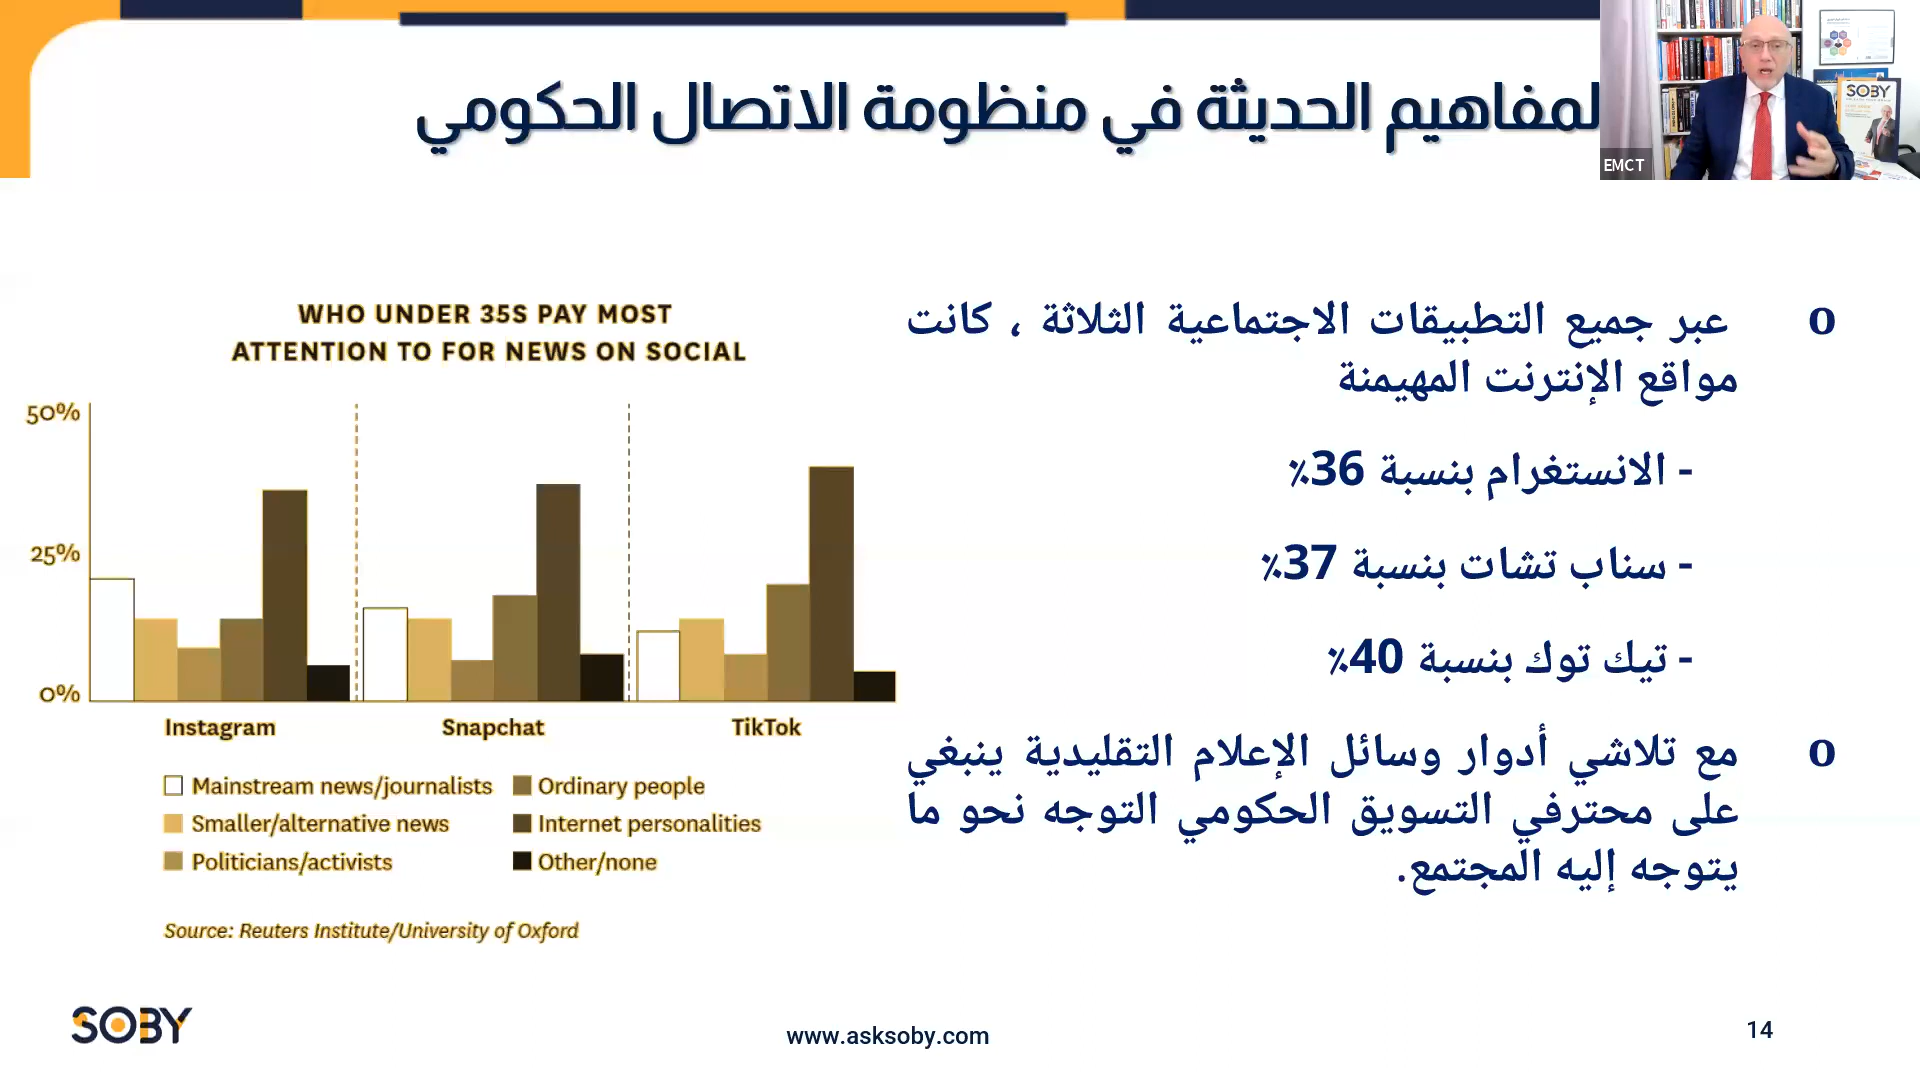 لمفاهيم الحديثة في منظومة الاتصال الحكومي
EMCT
SOBY
WHO UNDER 35S PAY MOST
ATTENTION TO FOR NEWS ON SOCIAL
50%
25%
0%
Instagram
Snapchat
TikTok
Mainstream news/journalists
Ordinary people
Smaller/alternative news
Internet personalities
Politicians/activists
Other/none
Source: Reuters Institute/University of Oxford
o عبر جميع التطبيقات الاجتماعية الثلاثة ، كانت
مواقع الإنترنت المهيمنة
- الانستغرام بنسبة 36٪
- سناب تشات بنسبة 37٪
- تيك توك بنسبة 40٪
o مع تلاشي أدوار وسائل الإعلام التقليدية ينبغي
على محترفي التسويق الحكومي التوجه نحو ما
يتوجه إليه المجتمع.
SOBY
www.asksoby.com
14